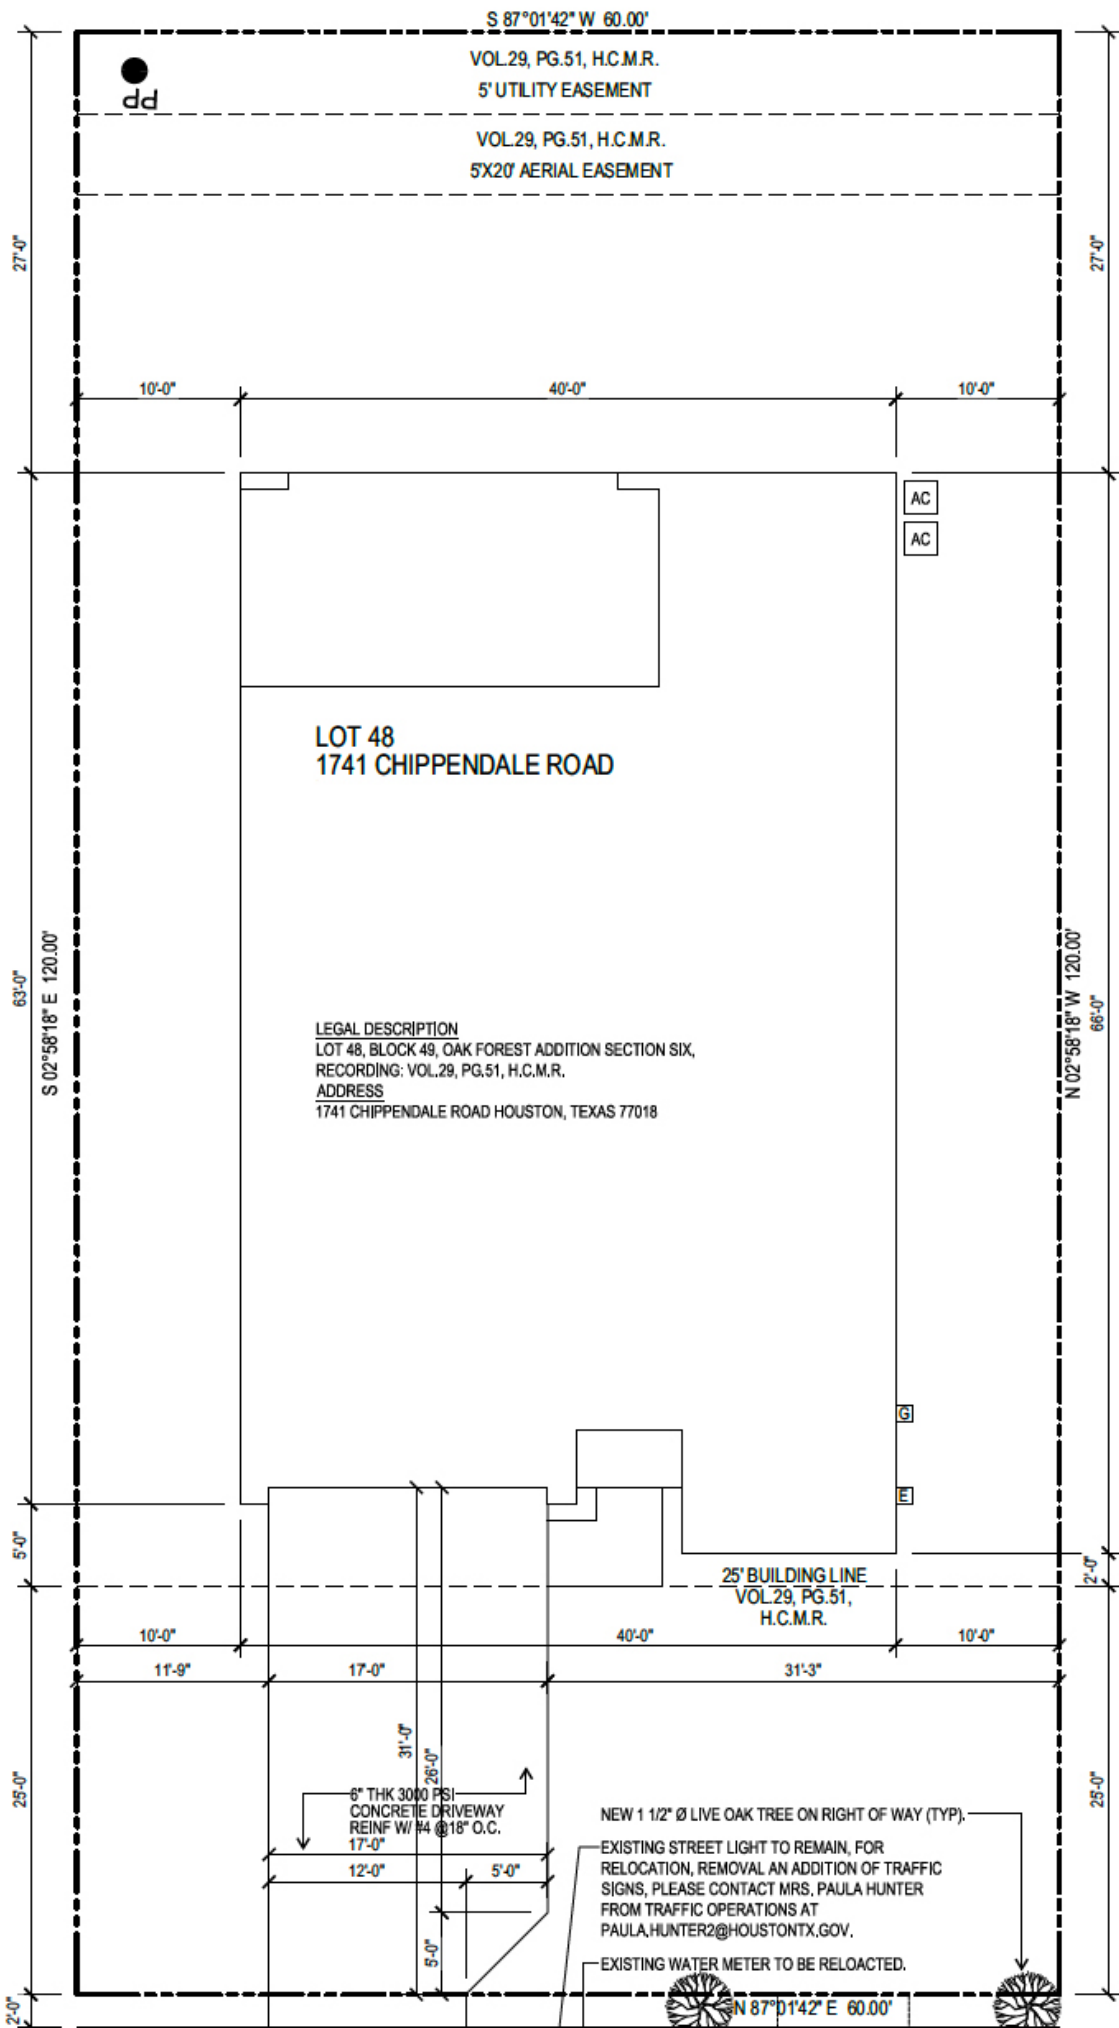 S 87°01'42" W 60.00'
VOL.29, PG.51, H.C.M.R.
5' UTILITY EASEMENT
PP
VOL.29, PG.51, H.C.M.R.
5'X20' AERIAL EASEMENT
27'-0"
27'-0"
10'-0"
40'-0"
10'-0"
AC
AC
LOT 48
1741 CHIPPENDALE ROAD
63'-0"
S 02°58'18" E 120.00'
N 02°58'18" W 120.00'
66'-0"
LEGAL DESCRIPTION
LOT 48, BLOCK 49, OAK FOREST ADDITION SECTION SIX,
RECORDING: VOL.29, PG.51, H.C.M.R.
ADDRESS
1741 CHIPPENDALE ROAD HOUSTON, TEXAS 77018
G
E
5'-0"
2'-0"
25' BUILDING LINE
VOL.29, PG.51,
H.C.M.R.
10'-0"
40'-0"
10'-0"
11'-9"
17'-0"
31'-3"
31'-0"
26'-0"
25'-0"
25'-0"
6" THK 3000 PSI
CONCRETE DRIVEWAY
REINF W/ #4 @18" O.C.
17'-0"
12'-0"
5'-0"
5'-0"
NEW 1 1/2" Ø LIVE OAK TREE ON RIGHT OF WAY (TYP).
EXISTING STREET LIGHT TO REMAIN, FOR
RELOCATION, REMOVAL AN ADDITION OF TRAFFIC
SIGNS, PLEASE CONTACT MRS. PAULA HUNTER
FROM TRAFFIC OPERATIONS AT
PAULA.HUNTER2@HOUSTONTX.GOV.
EXISTING WATER METER TO BE RELOACTED.
2'-0"
N 87°01'42" E 60.00'